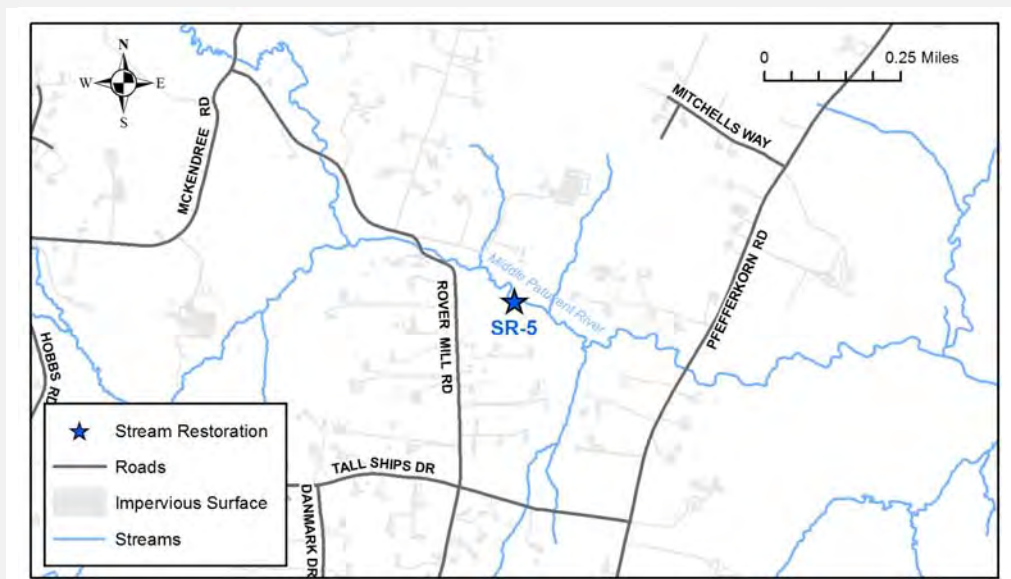 N
W E
S
0 0.25 Miles
MCKENDREE RD
MITCHELLS WAY
PFEFFERKORN RD
Middle Patuxent River
SR-5
ROVER MILL RD
HOBBS RD
TALL SHIPS DR
DANMARK DR
Stream Restoration
Roads
Impervious Surface
Streams